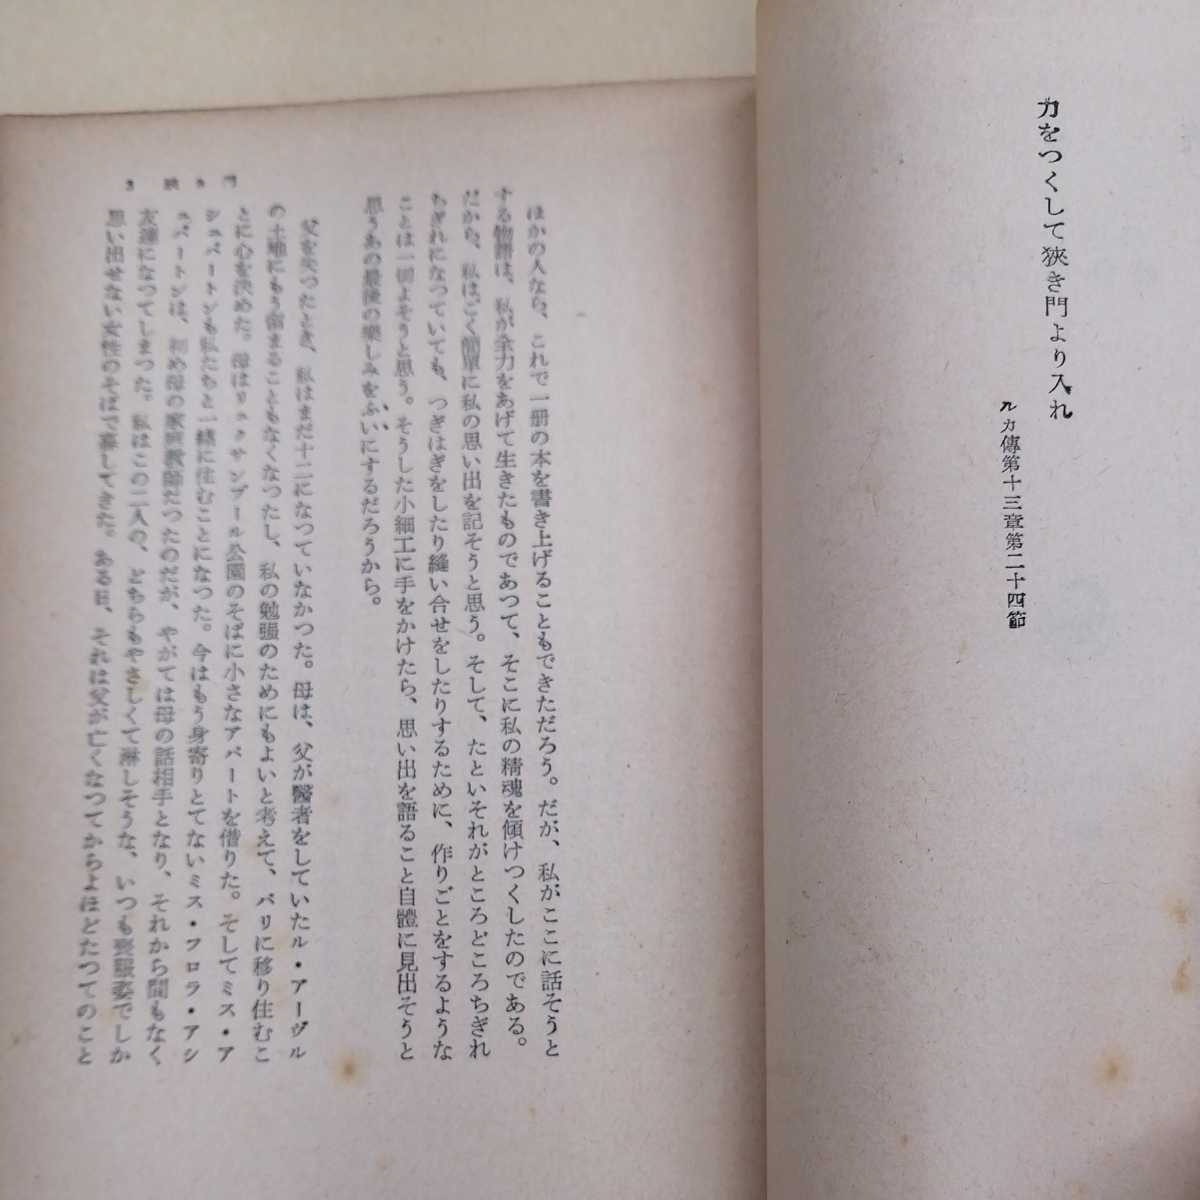 力をつくして狹き門より入れ
ルカ傳第十三章第二十四節
3 狹き門
ほかの人なら、これで一册の本を書き上げることもできただろう。だが、私がここに話そうと
する物語は、私が全力をあげて生きたものであつて、そこに私の精魂を傾けつくしたのである。
だから、私はごく簡單に私の思い出を記そうと思う。そして、たといそれがところどころちぎれ
ちぎれになつていても、つぎはぎをしたり縫い合せをしたりするために、作りごとをするような
ことは一切よそうと思う。そうした小細工に手をかけたら、思い出を語ること自體に見出そうと
思うあの最後の樂しみをふいにするだろうから。
父を失つたとき、私はまだ十二になつていなかつた。母は、父が醫者をしていたル・アーヴル
の土地にもう留まることもなくなつたし、私の勉强のためにもよいと考えて、パリに移り住むこ
とに心を決めた。母はリュクサンブール公園のそばに小さなアパートを借りた。そしてミス・ア
シュバートンも私たちと一緒に住むことになつた。今はもう身寄りとてないミス・フロラ・アシ
ュバートンは、初め母の家庭敎師だつたのだが、やがては母の話相手となり、それから間もなく
友達になつてしまつた。私はこの二人の、どちらもやさしくて淋しそうな、いつも喪服姿でしか
思い出せない女性のそばで暮してきた。ある日、それは父が亡くなつてからよほどたつてのこと